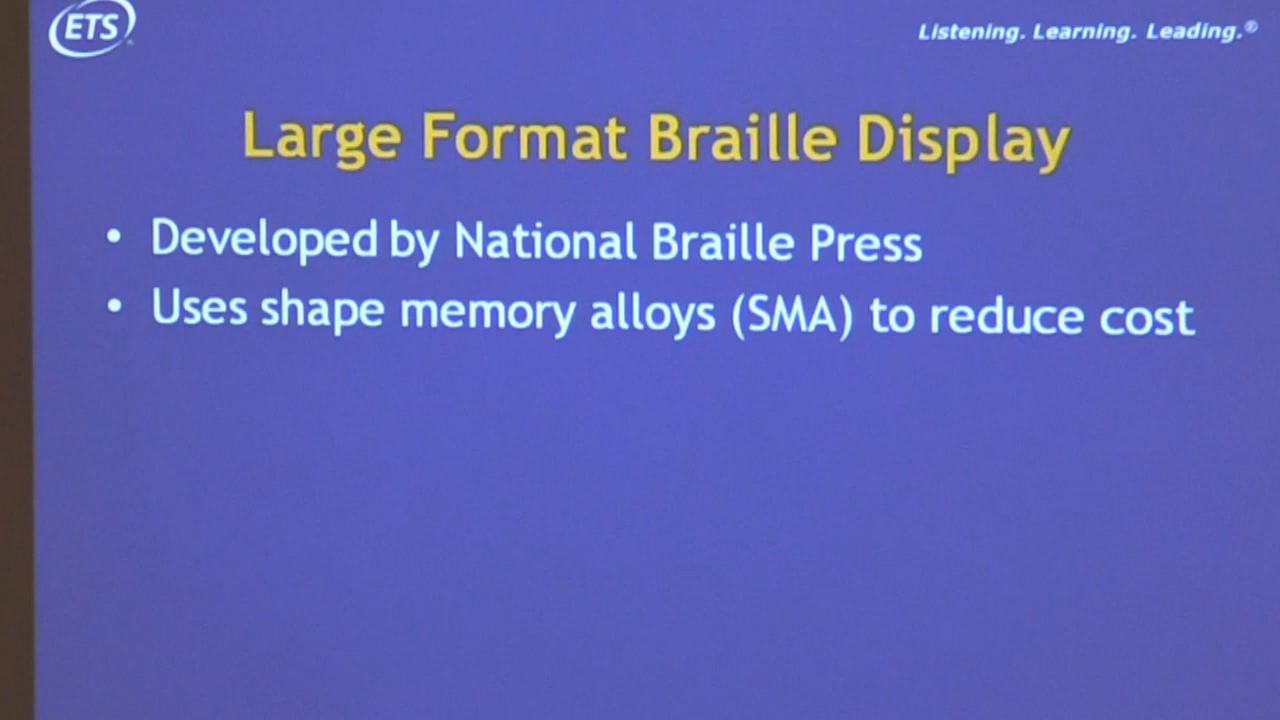 ETS
Listening. Learning. Leading.®
Large Format Braille Display
• Developed by National Braille Press
• Uses shape memory alloys (SMA) to reduce cost